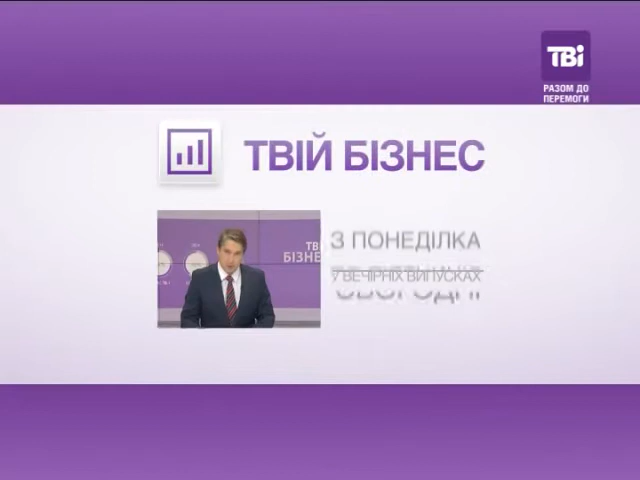 ТВі
РАЗОМ ДО
ПЕРЕМОГИ
ТВІЙ БІЗНЕС
ТВІ
БІЗНЕ
З ПОНЕДІЛКА
У ВЕЧІРНІХ ВИПУСКАХ